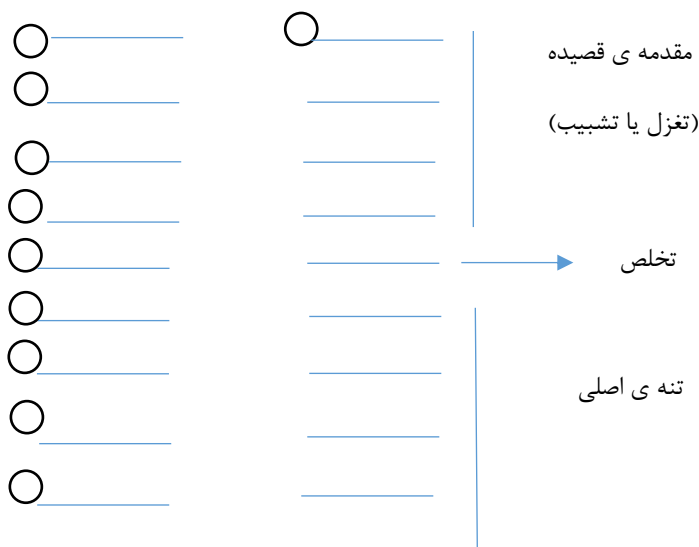 مقدمه ی قصیده
(تغزل یا تشبیب)
تخلص
تنه ی اصلی